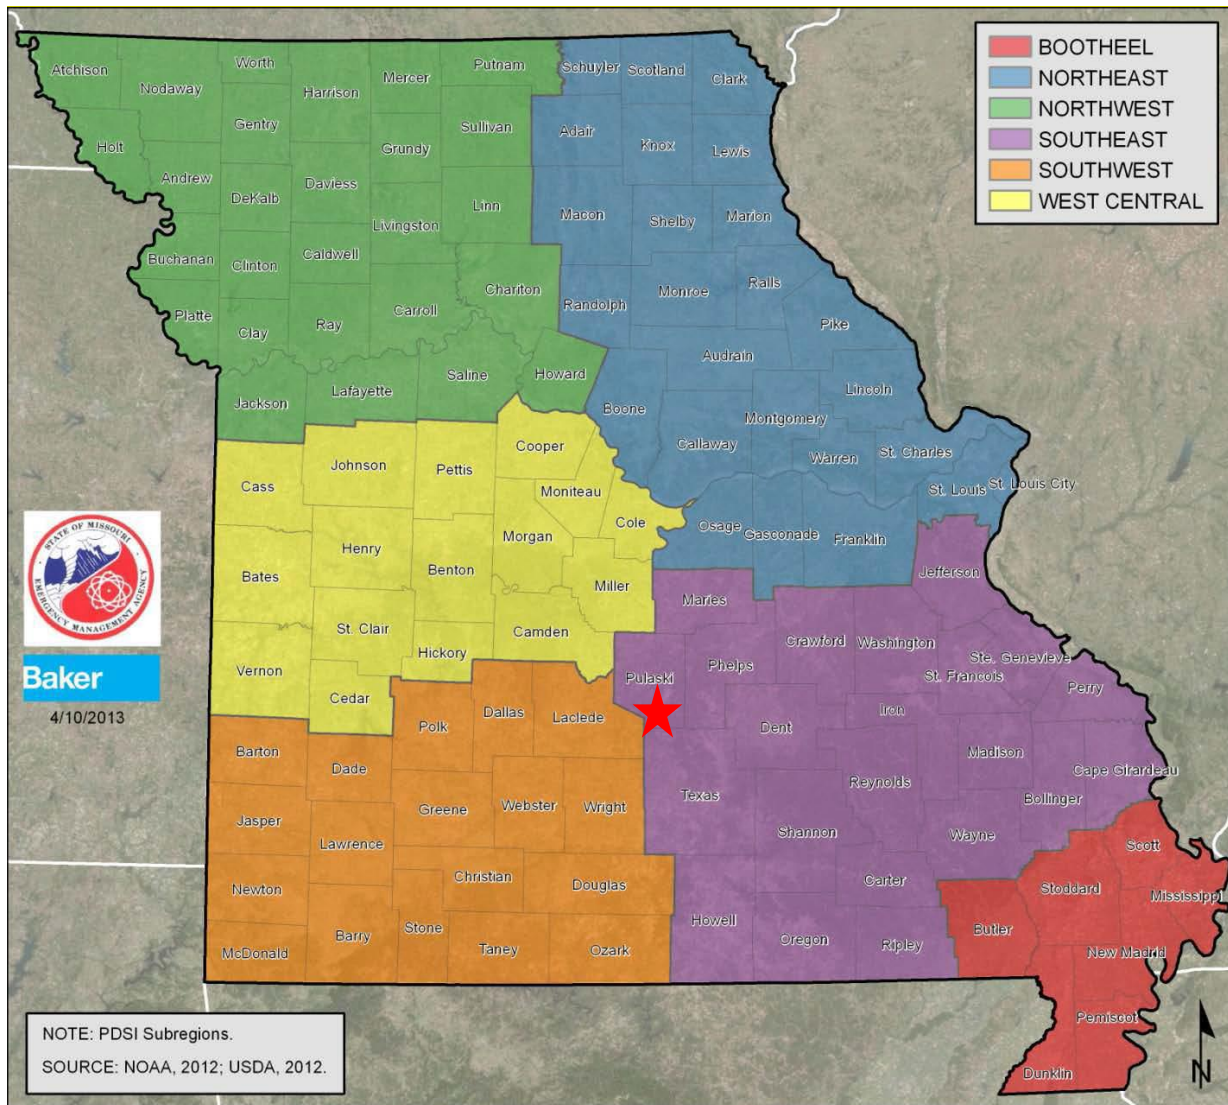 BOOTHEEL
NORTHEAST
NORTHWEST
SOUTHEAST
SOUTHWEST
WEST CENTRAL
Atchison
Nodaway
Worth
Harrison
Mercer
Putnam
Schuyler
Scotland
Clark
Holt
Gentry
Sullivan
Adair
Knox
Lewis
Andrew
DeKalb
Daviess
Grundy
Livingston
Linn
Macon
Shelby
Marion
Buchanan
Clinton
Caldwell
Chariton
Randolph
Monroe
Ralls
Platte
Clay
Ray
Carroll
Pike
Audrain
Jackson
Lafayette
Saline
Howard
Boone
Callaway
Montgomery
Lincoln
Warren
St. Charles
St. Louis
St. Louis City
Cass
Johnson
Pettis
Cooper
Moniteau
Cole
Osage
Gasconade
Franklin
Jefferson
Bates
Henry
Benton
Morgan
Miller
Maries
Vernon
St. Clair
Hickory
Camden
Cedar
Pulaski
Phelps
Crawford
Washington
Ste. Genevieve
St. Francois
Perry
Barton
Dade
Polk
Dallas
Laclede
Dent
Iron
Madison
Cape Girardeau
Jasper
Lawrence
Greene
Webster
Wright
Texas
Shannon
Reynolds
Bollinger
Wayne
Newton
Christian
Douglas
Carter
Scott
Stoddard
Mississippi
McDonald
Barry
Stone
Taney
Ozark
Howell
Oregon
Ripley
Butler
New Madrid
Pemiscot
Dunklin
STATE OF MISSOURI
EMERGENCY MANAGEMENT AGENCY
Baker
4/10/2013
NOTE: PDSI Subregions.
SOURCE: NOAA, 2012; USDA, 2012.
N